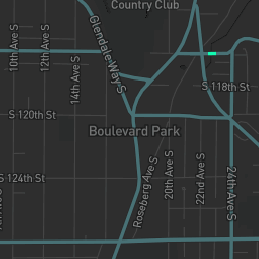 Country Club
10th Ave S
12th Ave S
14th Ave S
Glendale Way S
S 118th St
S 120th St
Boulevard Park
S 124th St
Roseberg Ave S
20th Ave S
22nd Ave S
24th Ave S